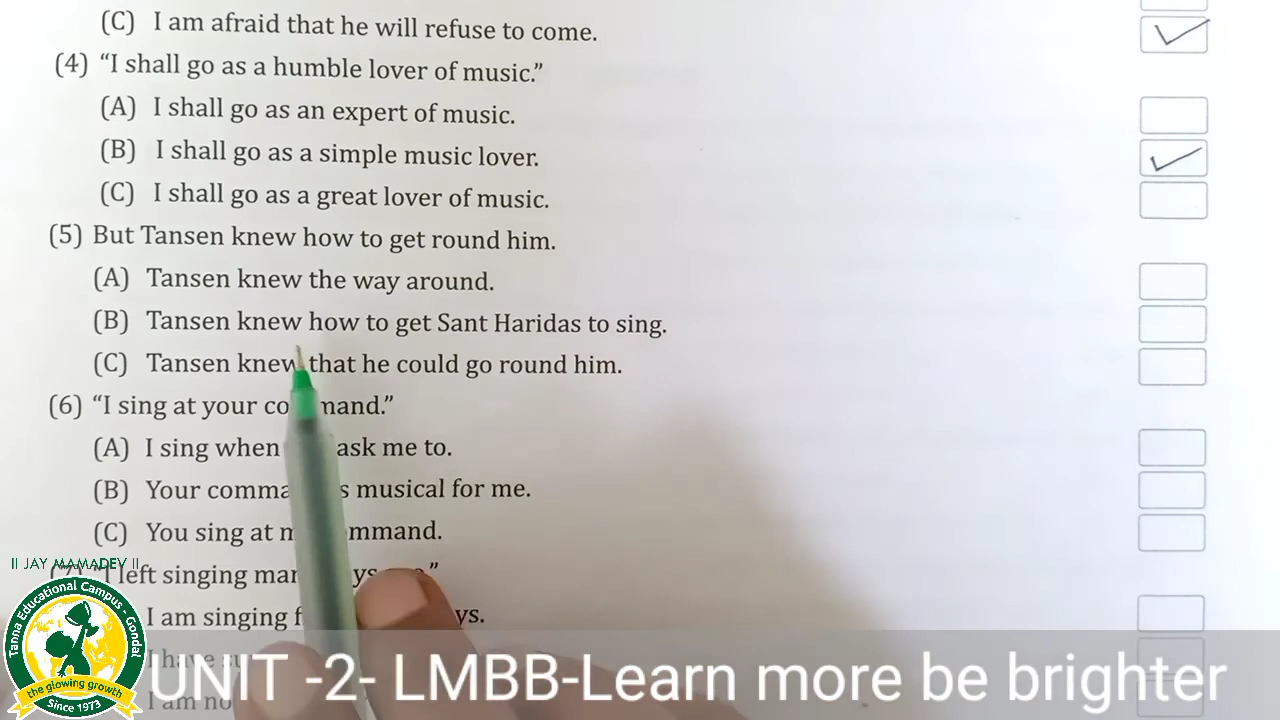 (C) I am afraid that he will refuse to come.
(4) “I shall go as a humble lover of music.”
(A) I shall go as an expert of music.
(B) I shall go as a simple music lover.
(C) I shall go as a great lover of music.
(5) But Tansen knew how to get round him.
(A) Tansen knew the way around.
(B) Tansen knew how to get Sant Haridas to sing.
(C) Tansen knew that he could go round him.
(6) “I sing at your command.”
(A) I sing when ask me to.
(B) Your musical for me.
(C) You sing at
left singing
I am singing
II JAY MAMADEV II
Tanna Educational Campus - Gondal
the glowing growth
Since 1973
UNIT -2- LMBB-Learn more be brighter
I am